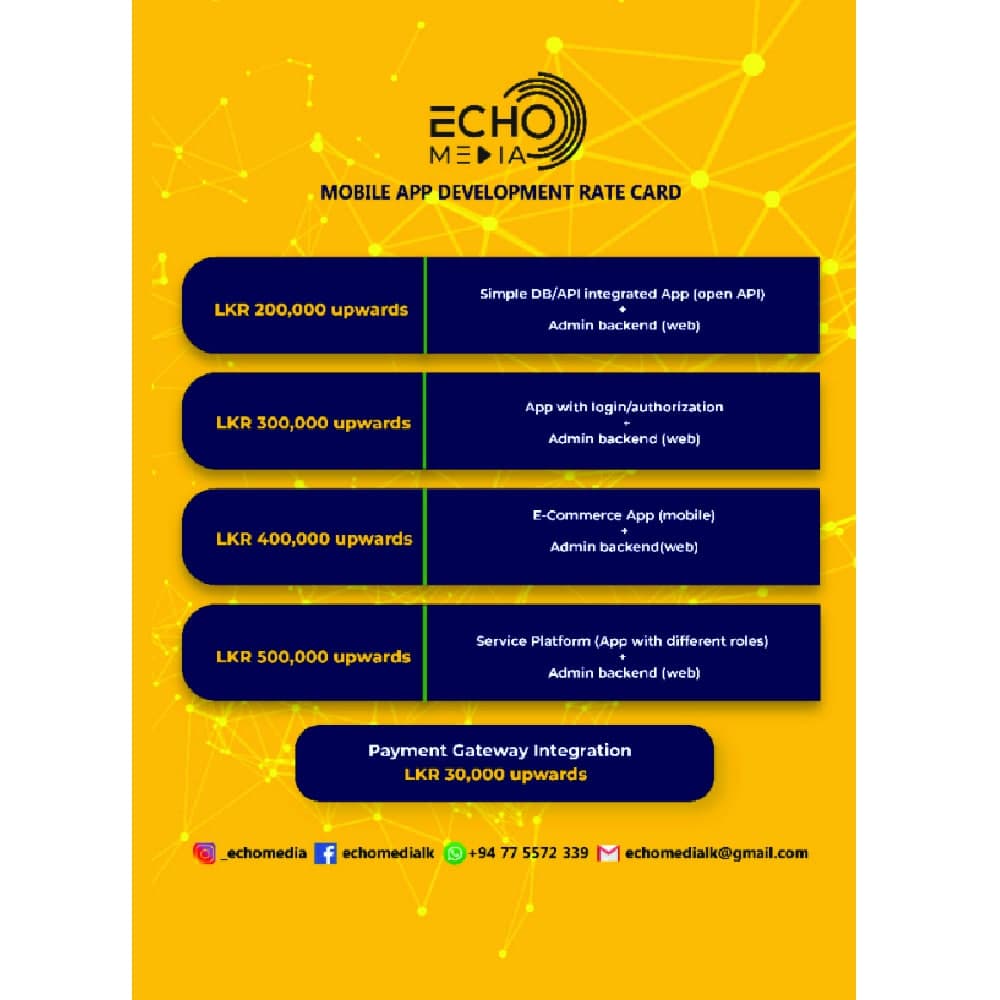 ECHO
MEDIA
MOBILE APP DEVELOPMENT RATE CARD
LKR 200,000 upwards
Simple DB/API integrated App (open API)
+
Admin backend (web)
LKR 300,000 upwards
App with login/authorization
+
Admin backend (web)
LKR 400,000 upwards
E-Commerce App (mobile)
+
Admin backend(web)
LKR 500,000 upwards
Service Platform (App with different roles)
+
Admin backend (web)
Payment Gateway Integration
LKR 30,000 upwards
_echomedia echomedialk +94 77 5572 339 echomedialk@gmail.com